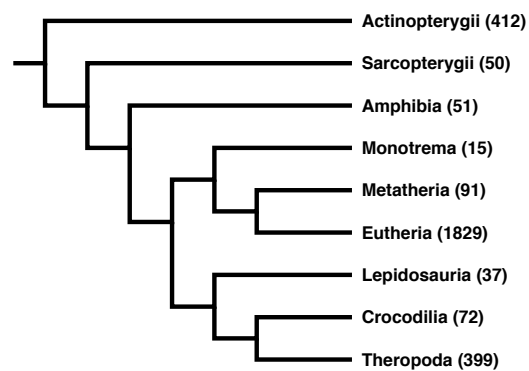 Actinopterygii (412)
Sarcopterygii (50)
Amphibia (51)
Monotrema (15)
Metatheria (91)
Eutheria (1829)
Lepidosauria (37)
Crocodilia (72)
Theropoda (399)